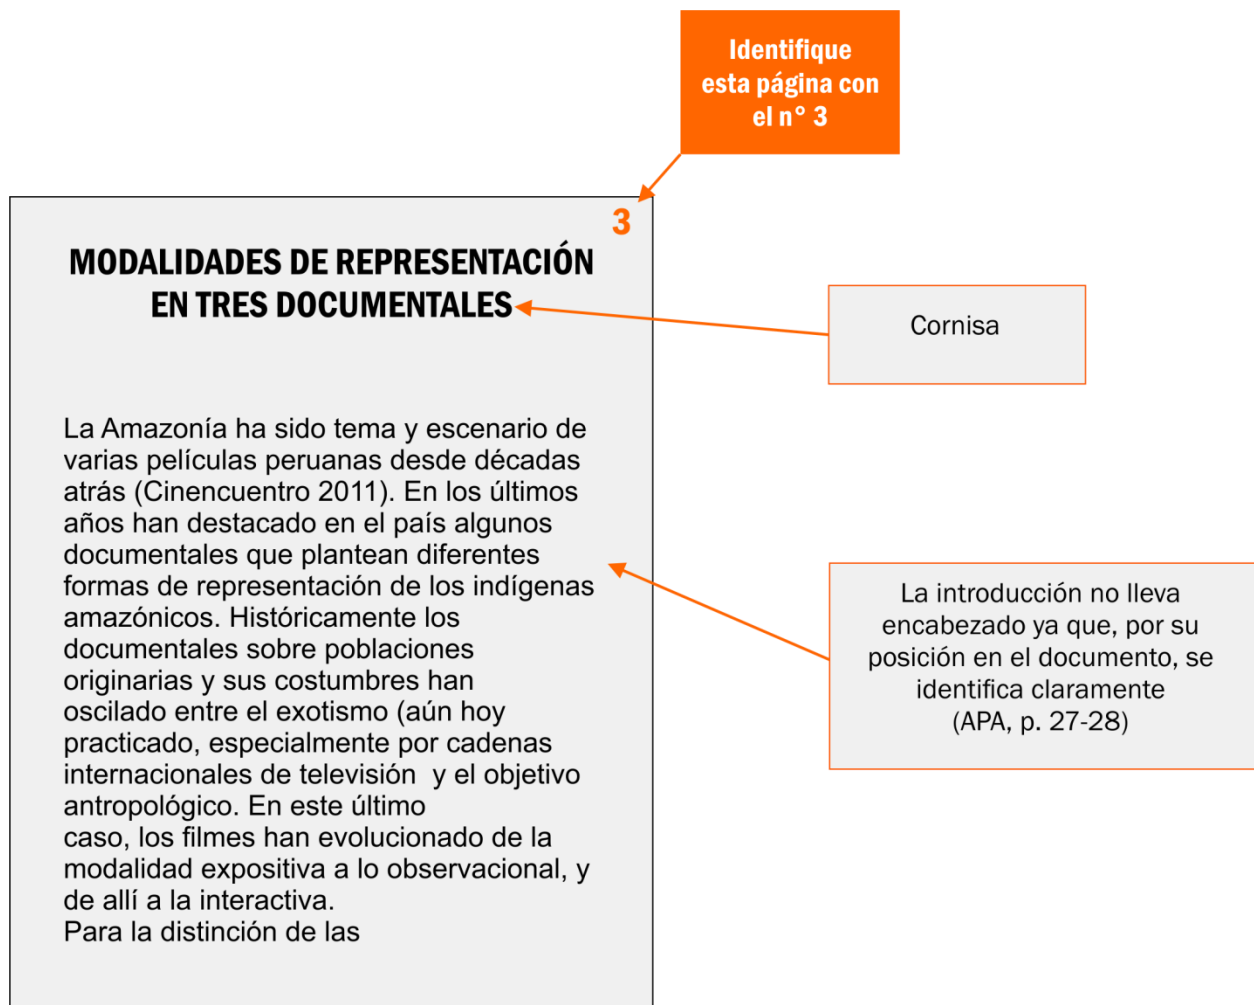 Identifique
esta página con
el n° 3
3
MODALIDADES DE REPRESENTACIÓN
EN TRES DOCUMENTALES
Cornisa
La Amazonía ha sido tema y escenario de
varias películas peruanas desde décadas
atrás (Cinencuentro 2011). En los últimos
años han destacado en el país algunos
documentales que plantean diferentes
formas de representación de los indígenas
amazónicos. Históricamente los
documentales sobre poblaciones
originarias y sus costumbres han
oscilado entre el exotismo (aún hoy
practicado, especialmente por cadenas
internacionales de televisión  y el objetivo
antropológico. En este último
caso, los filmes han evolucionado de la
modalidad expositiva a lo observacional, y
de allí a la interactiva.
Para la distinción de las
La introducción no lleva
encabezado ya que, por su
posición en el documento, se
identifica claramente
(APA, p. 27-28)